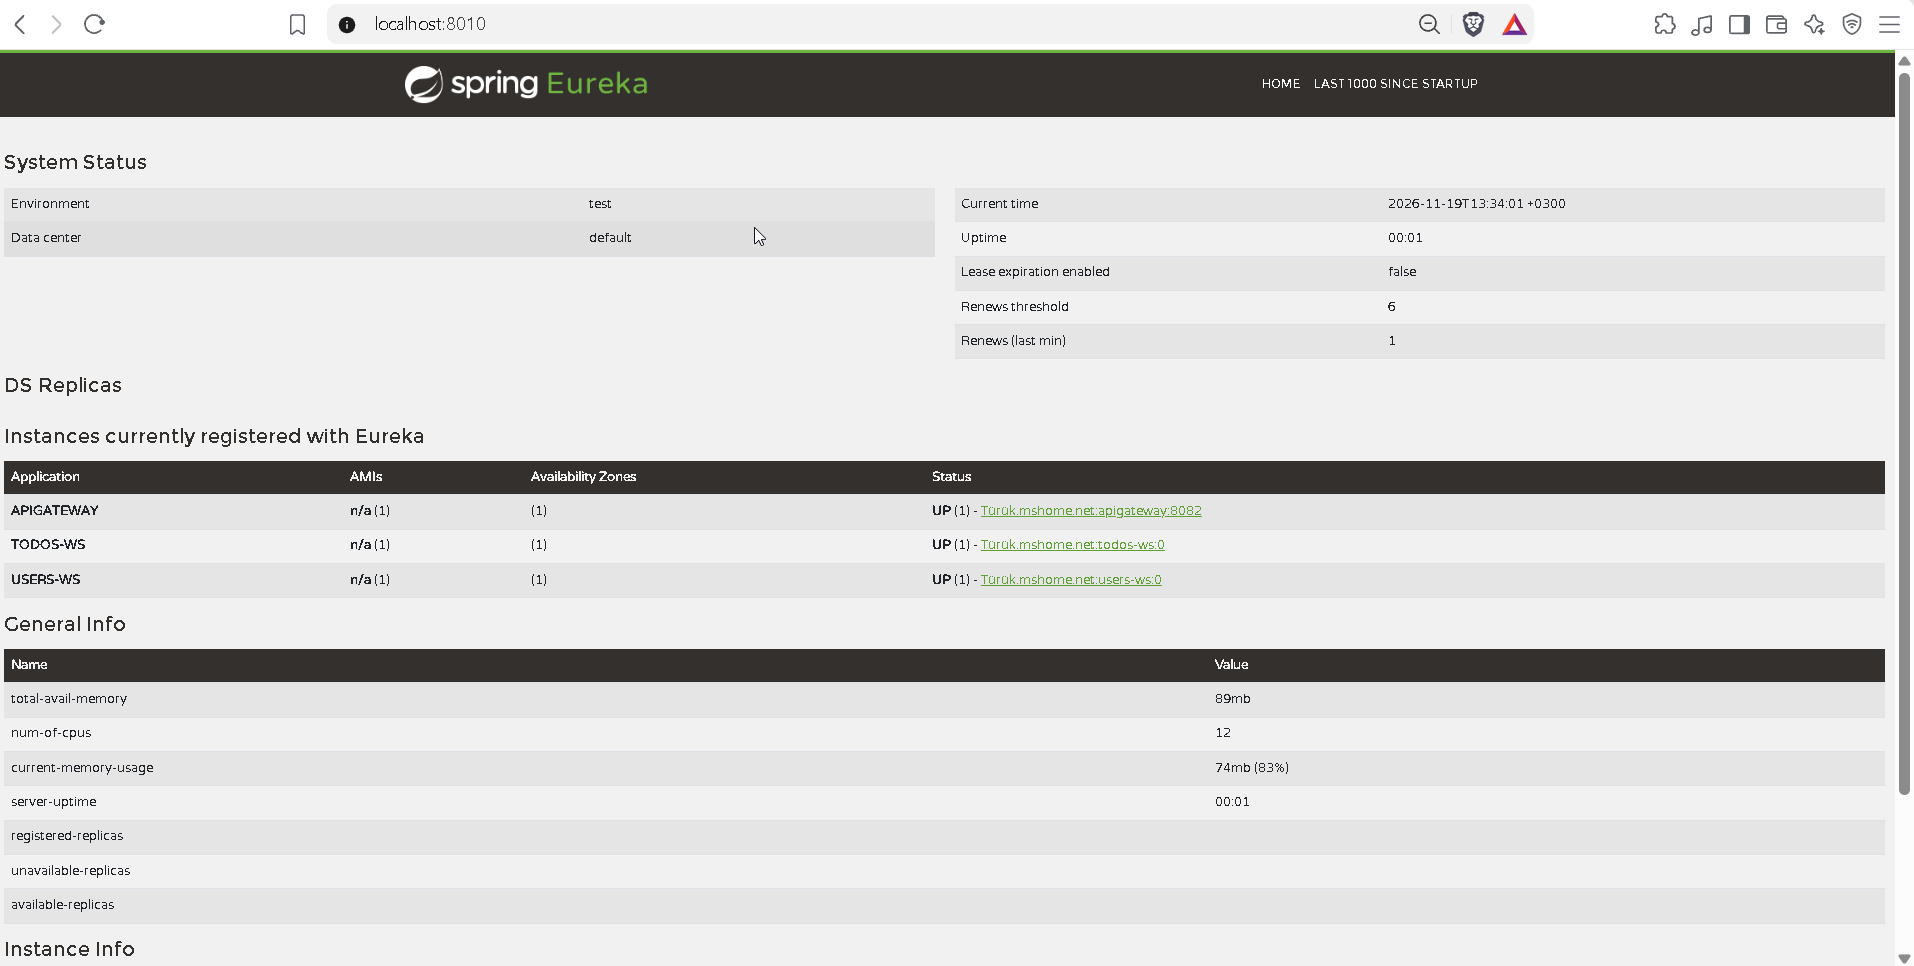 localhost:8010
spring Eureka
HOME LAST 1000 SINCE STARTUP
System Status
Environment test
Data center default
Current time 2026-11-19T13:34:01 +0300
Uptime 00:01
Lease expiration enabled false
Renews threshold 6
Renews (last min) 1
DS Replicas
Instances currently registered with Eureka
Application AMIs Availability Zones Status
APIGATEWAY n/a (1) (1) UP (1) - Türük.mshome.net:apigateway:8082
TODOS-WS n/a (1) (1) UP (1) - Türük.mshome.net:todos-ws:0
USERS-WS n/a (1) (1) UP (1) - Türük.mshome.net:users-ws:0
General Info
Name Value
total-avail-memory 89mb
num-of-cpus 12
current-memory-usage 74mb (83%)
server-uptime 00:01
registered-replicas
unavailable-replicas
available-replicas
Instance Info